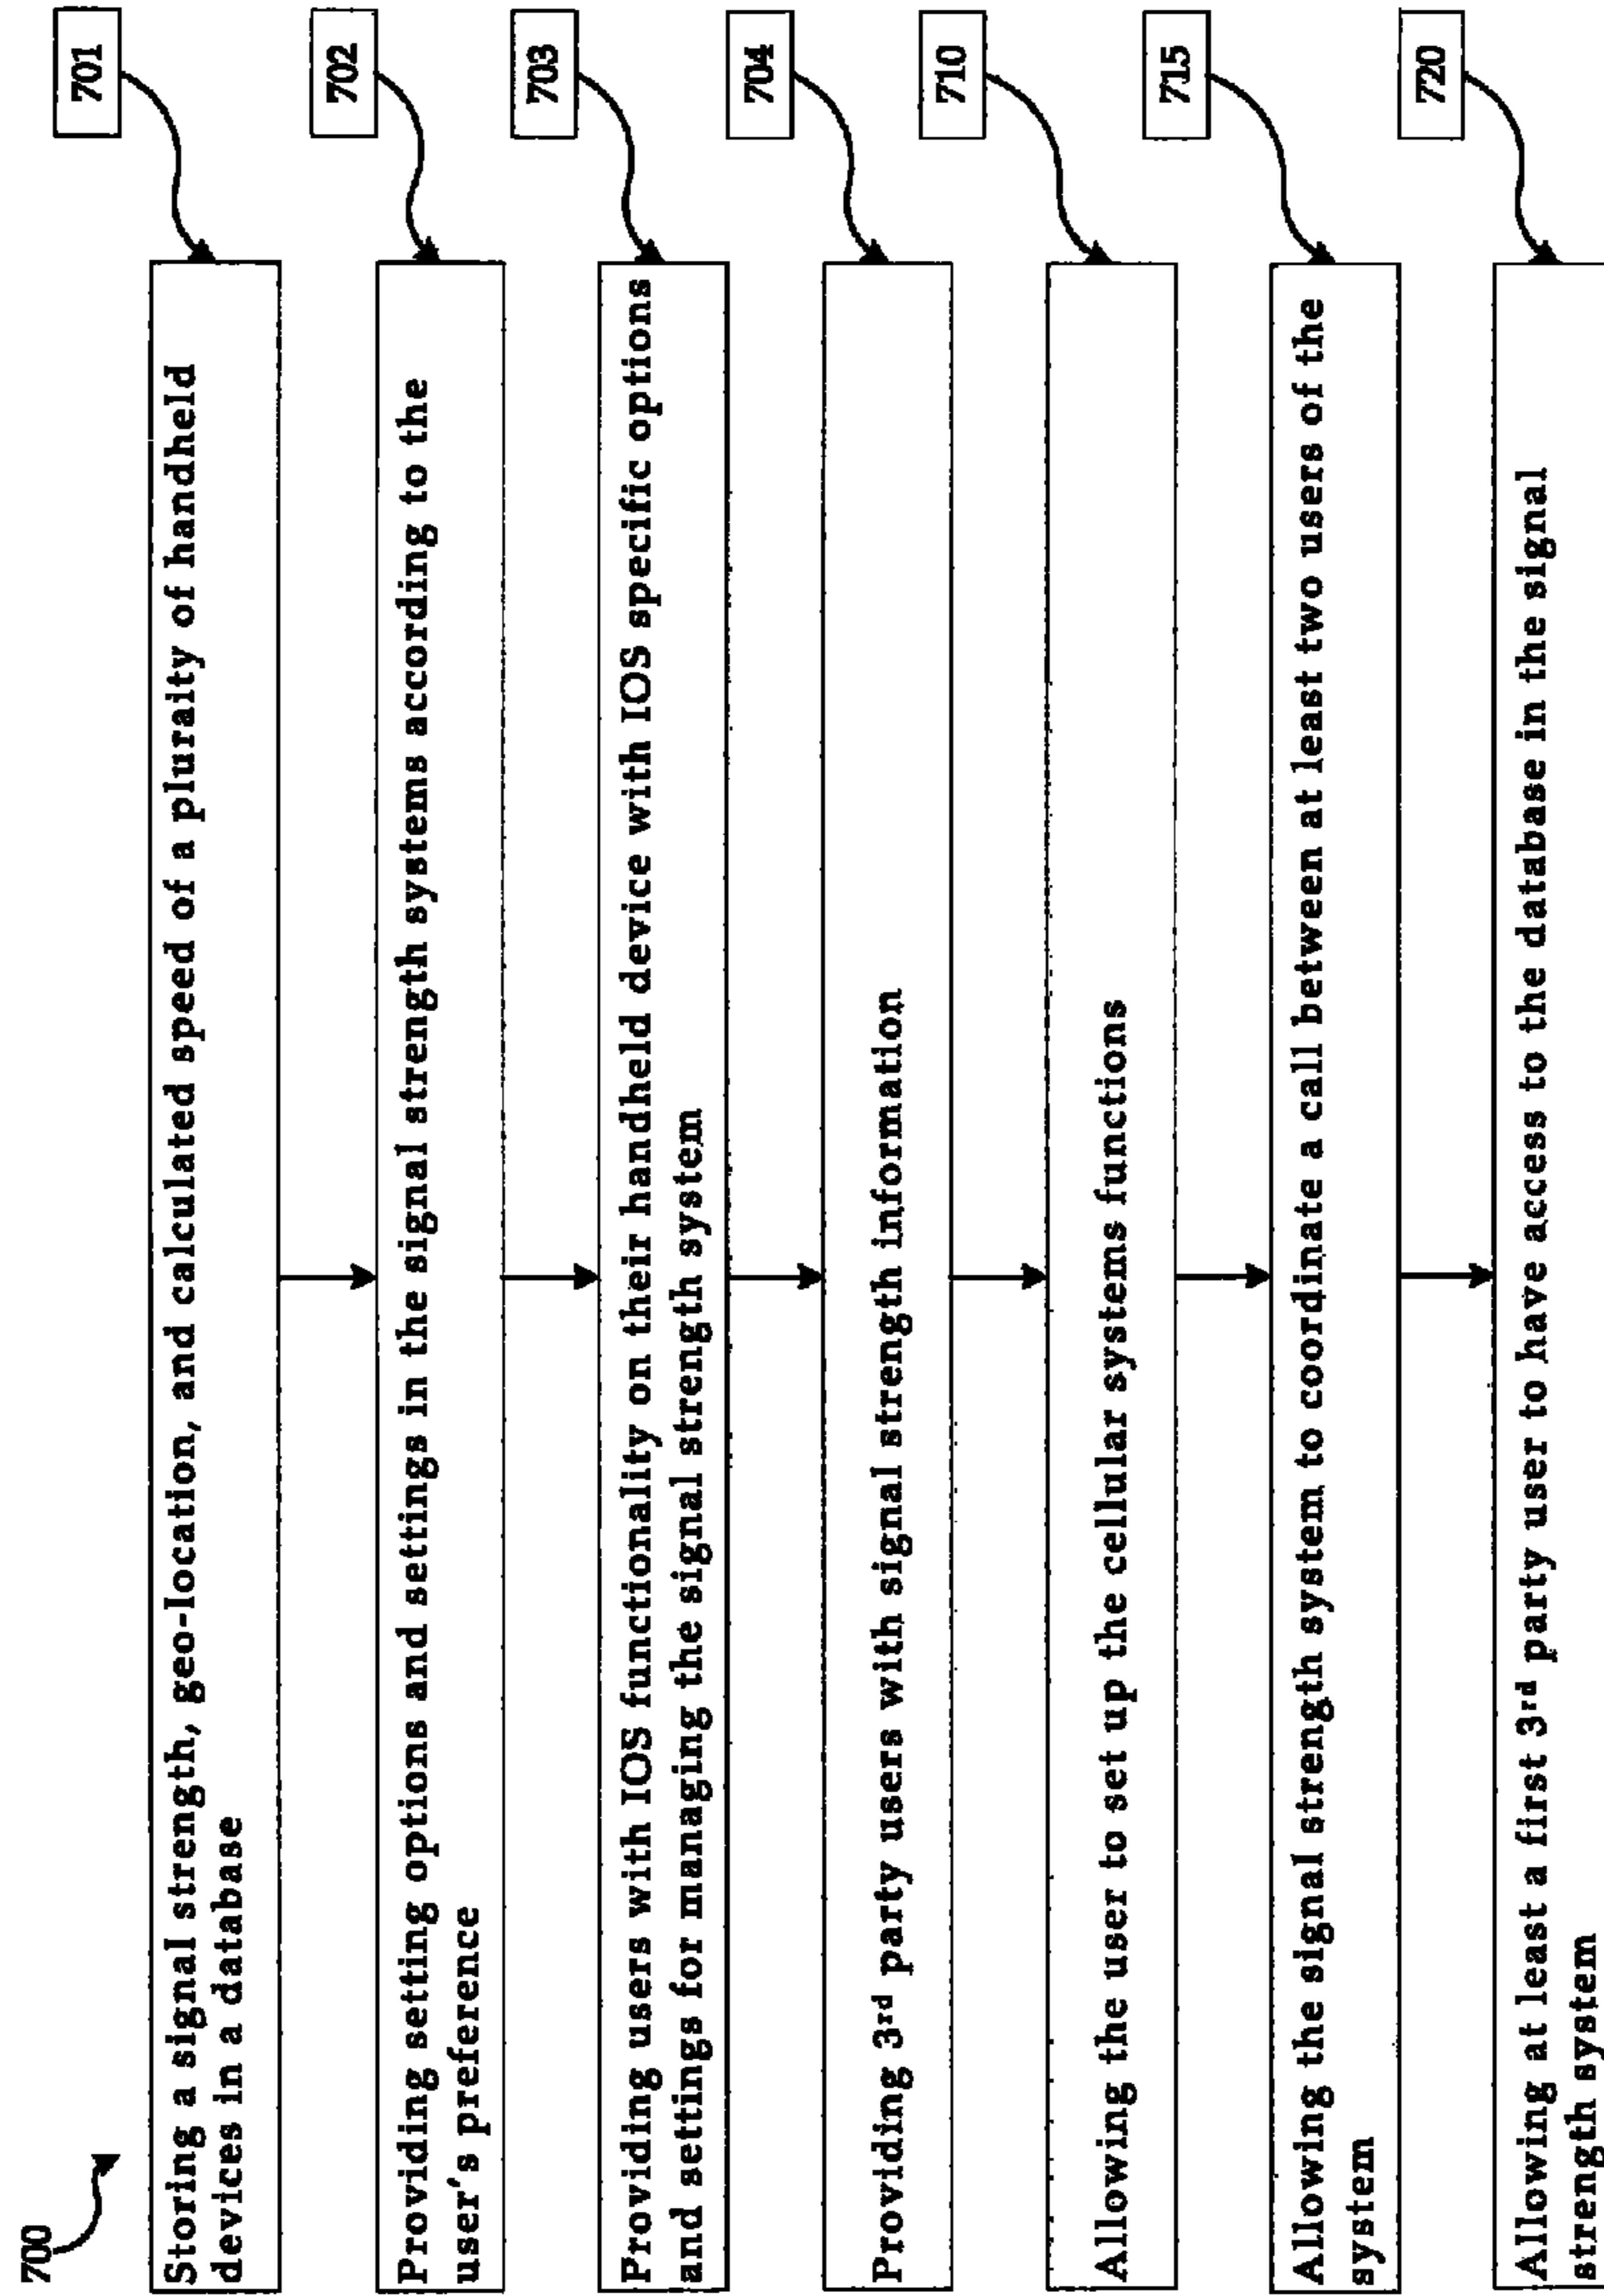 700
701
Storing a signal strength, geo-location, and calculated speed of a pluraity of handheld
devices in a database
702
Providing setting options and settings in the signal strength systems according to the
user's preference
703
Providing users with IOS functionality on their handheld device with IOS specific options
and settings for managing the signal strength system
704
Providing 3rd party users with signal strength information
710
Allowing the user to set up the cellular systems functions
715
Allowing the signal strength system to coordinate a call between at least two users of the
system
720
Allowing at least a first 3rd party user to have access to the database in the signal
strength system